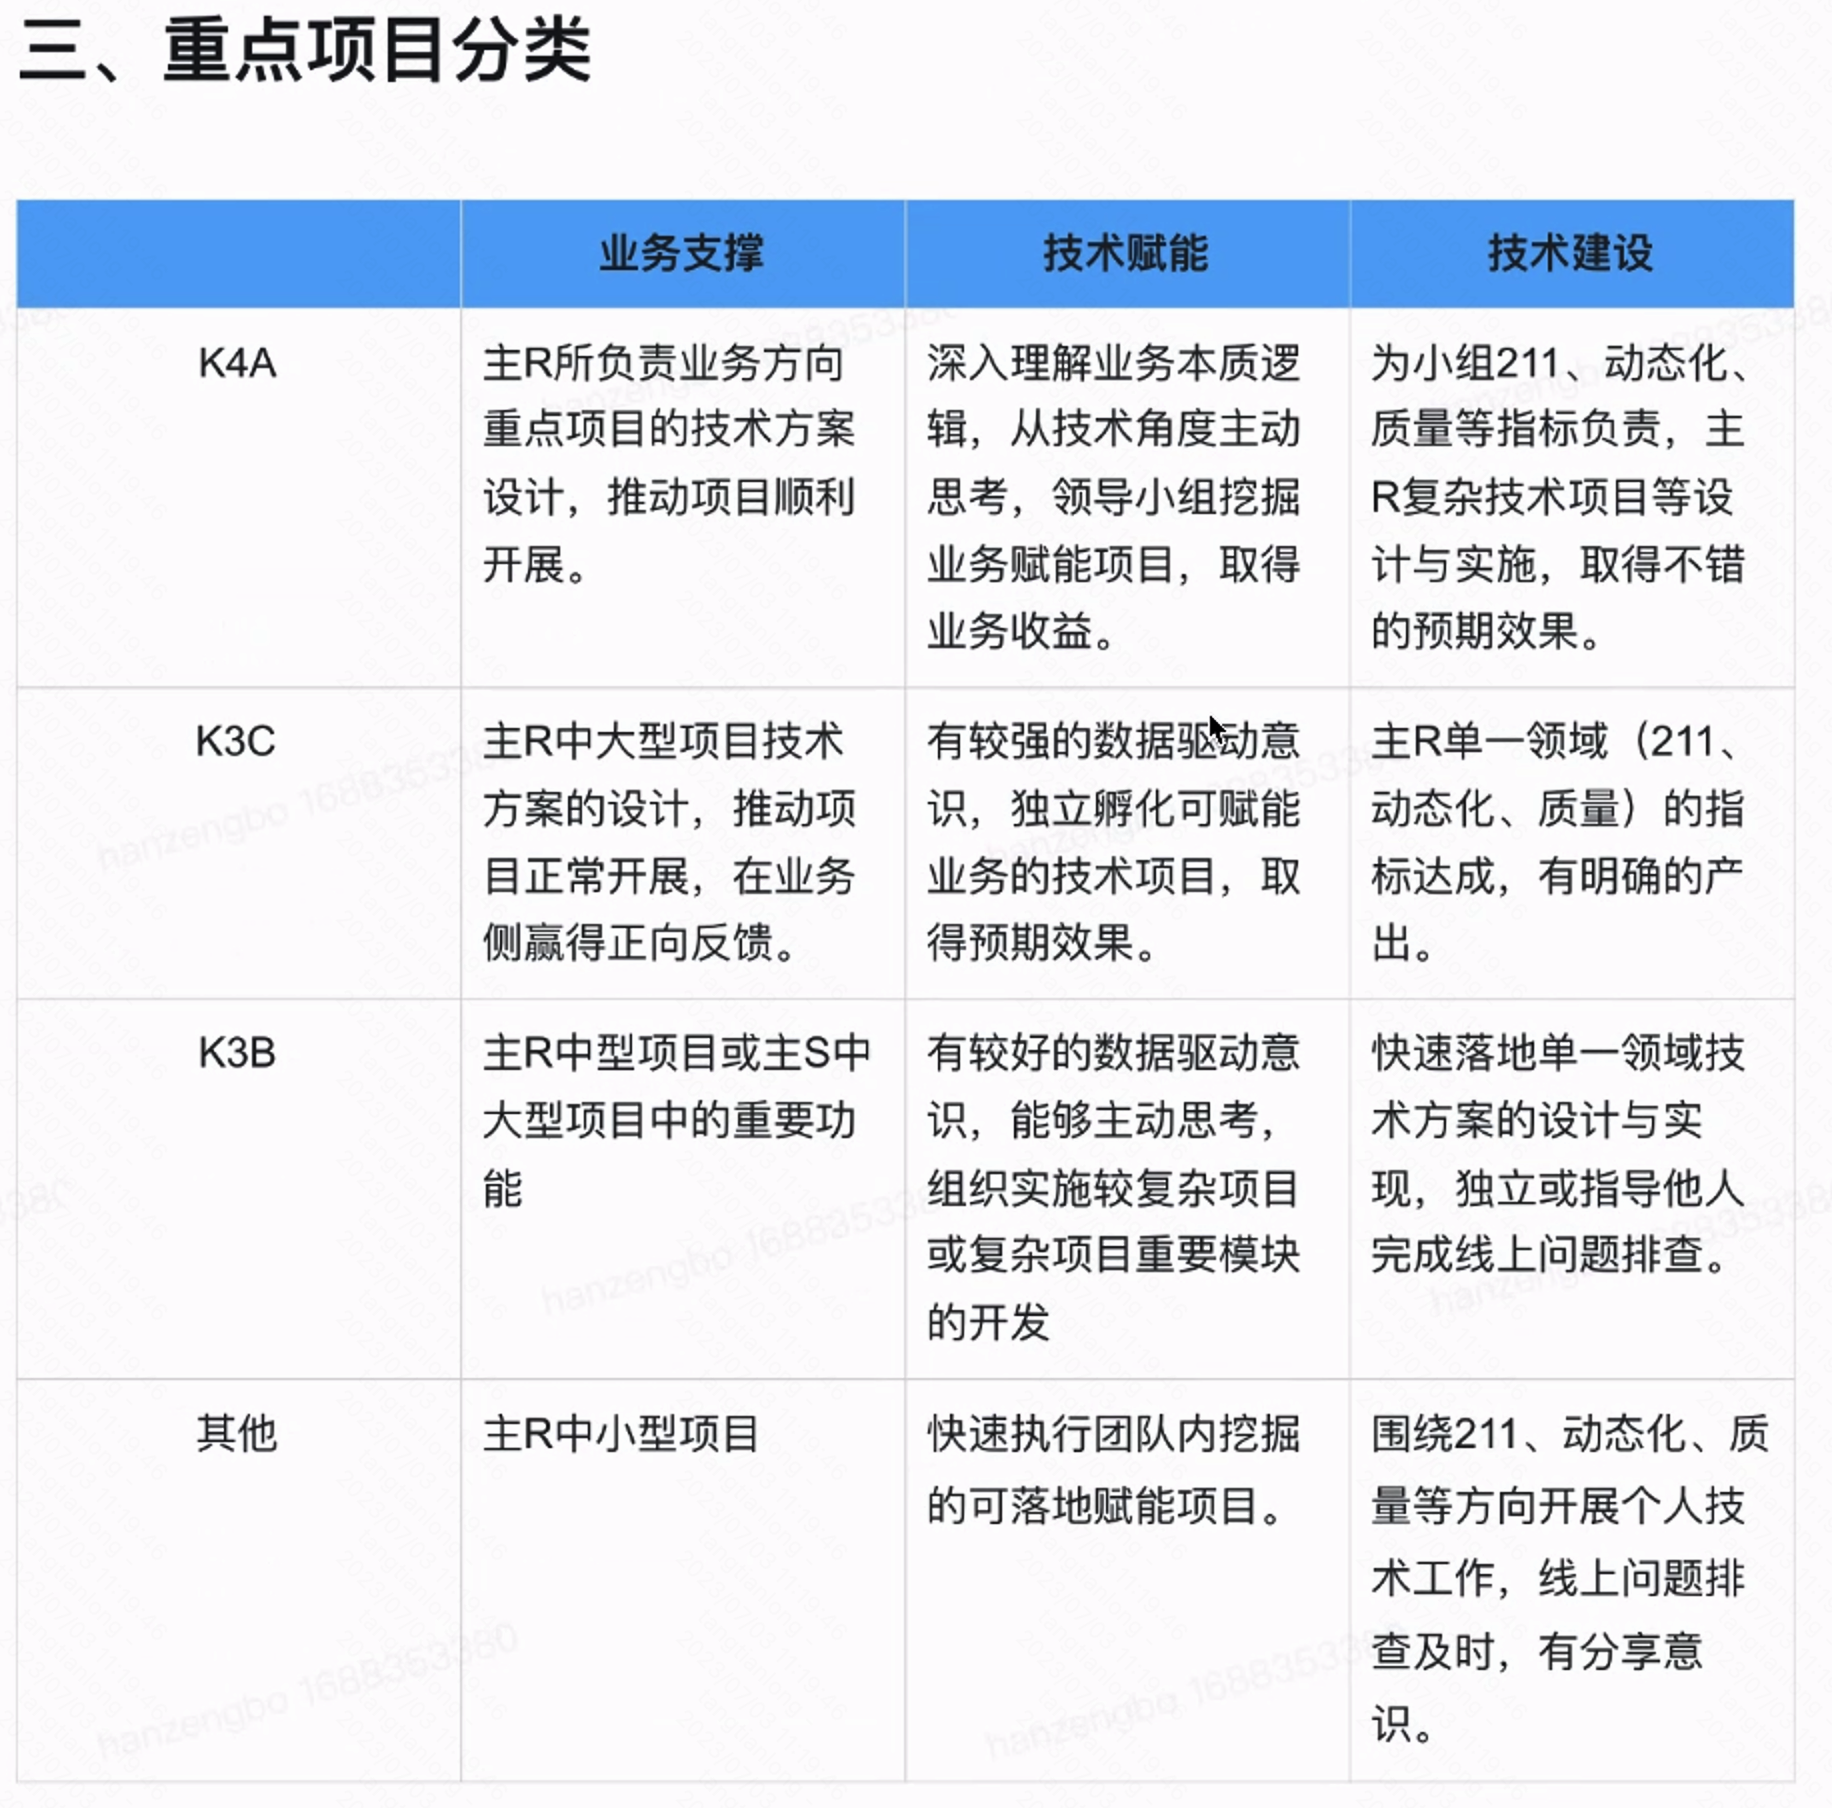 三、重点项目分类
业务支撑
技术赋能
技术建设
K4A
主R所负责业务方向
重点项目的技术方案
设计，推动项目顺利
开展。
深入理解业务本质逻
辑，从技术角度主动
思考，领导小组挖掘
业务赋能项目，取得
业务收益。
为小组211、动态化、
质量等指标负责，主
R复杂技术项目等设
计与实施，取得不错
的预期效果。
K3C
主R中大型项目技术
方案的设计，推动项
目正常开展，在业务
侧赢得正向反馈。
有较强的数据驱动意
识，独立孵化可赋能
业务的技术项目，取
得预期效果。
主R单一领域（211、
动态化、质量）的指
标达成，有明确的产
出。
K3B
主R中型项目或主S中
大型项目中的重要功
能
有较好的数据驱动意
识，能够主动思考，
组织实施较复杂项目
或复杂项目重要模块
的开发
快速落地单一领域技
术方案的设计与实
现，独立或指导他人
完成线上问题排查。
其他
主R中小型项目
快速执行团队内挖掘
的可落地赋能项目。
围绕211、动态化、质
量等方向开展个人技
术工作，线上问题排
查及时，有分享意
识。
hanzengbo 1688353380